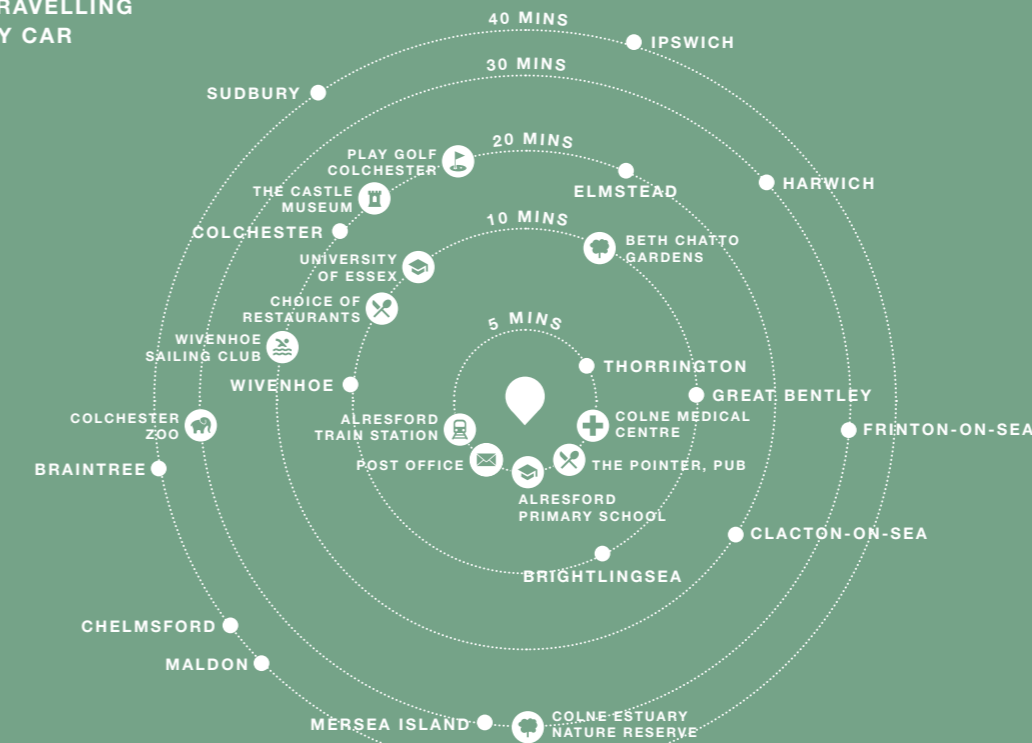 RAVELLING
Y CAR
40 MINS
IPSWICH
30 MINS
SUDBURY
20 MINS
PLAY GOLF
COLCHESTER
ELMSTEAD
HARWICH
THE CASTLE
MUSEUM
COLCHESTER
10 MINS
BETH CHATTO
GARDENS
UNIVERSITY
OF ESSEX
CHOICE OF
RESTAURANTS
5 MINS
WIVENHOE
SAILING CLUB
THORRINGTON
WIVENHOE
GREAT BENTLEY
COLCHESTER
ZOO
ALRESFORD
TRAIN STATION
COLNE MEDICAL
CENTRE
FRINTON-ON-SEA
BRAINTREE
POST OFFICE
THE POINTER, PUB
ALRESFORD
PRIMARY SCHOOL
CLACTON-ON-SEA
BRIGHTLINGSEA
CHELMSFORD
MALDON
MERSEA ISLAND
COLNE ESTUARY
NATURE RESERVE